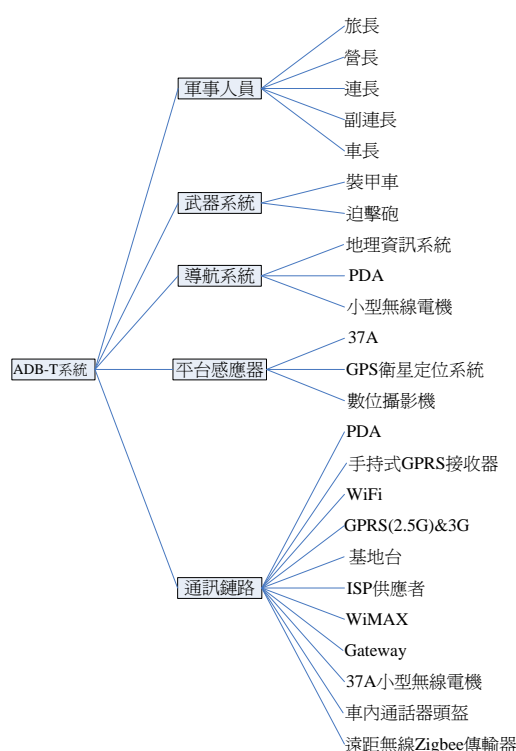 ADB-T系統
軍事人員
旅長
營長
連長
副連長
車長
武器系統
裝甲車
迫擊砲
導航系統
地理資訊系統
PDA
小型無線電機
平台感應器
37A
GPS衛星定位系統
數位攝影機
通訊鏈路
PDA
手持式GPRS接收器
WiFi
GPRS(2.5G)&3G
基地台
ISP供應者
WiMAX
Gateway
37A小型無線電機
車內通話器頭盔
遠距無線Zigbee傳輸器